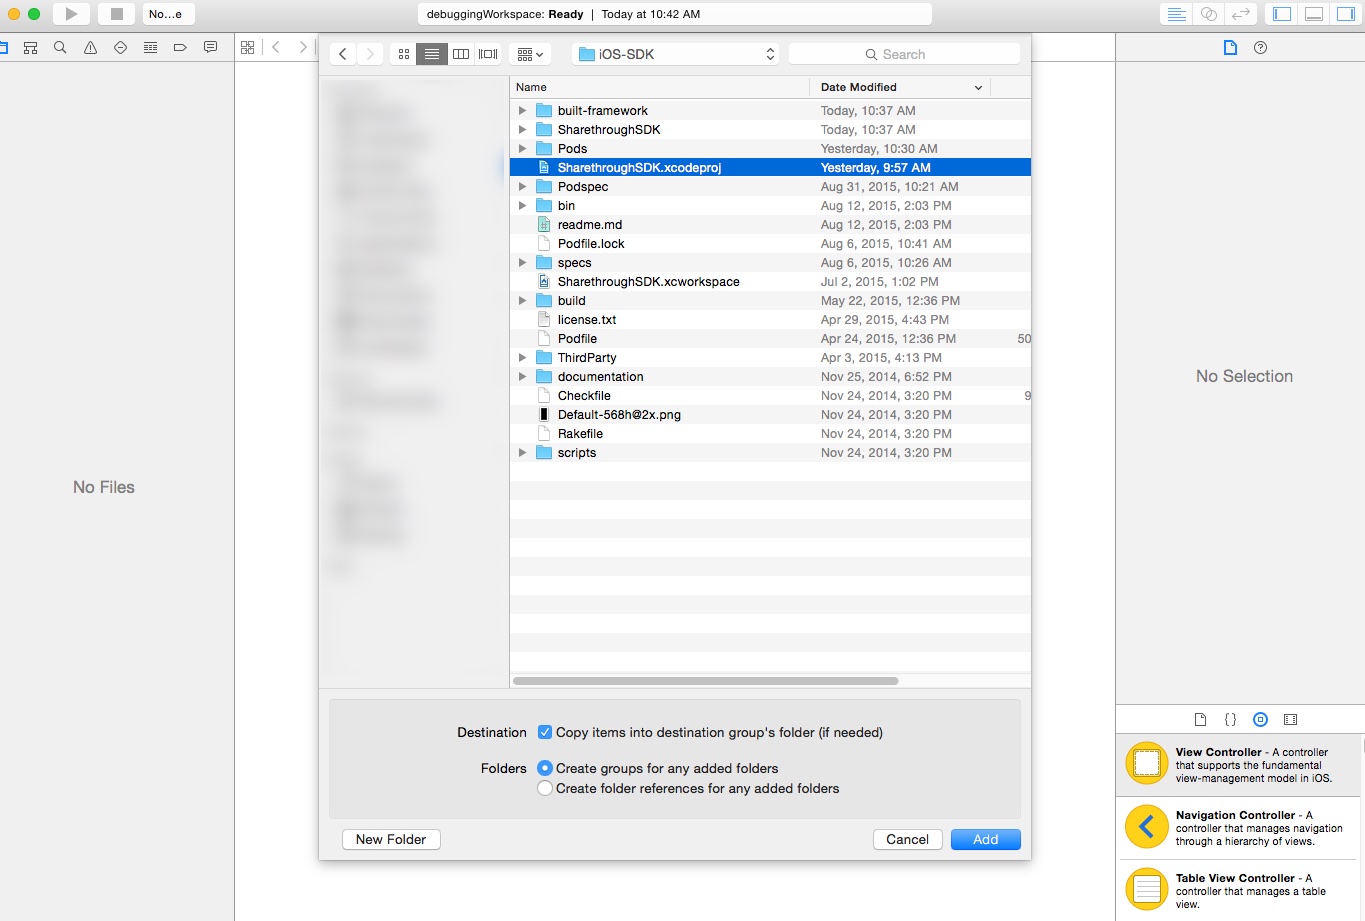 No...e
debuggingWorkspace: Ready | Today at 10:42 AM
iOS-SDK
Search
Name
Date Modified
built-framework Today, 10:37 AM
SharethroughSDK Today, 10:37 AM
Pods Yesterday, 10:30 AM
SharethroughSDK.xcodeproj Yesterday, 9:57 AM
Podspec Aug 31, 2015, 10:21 AM
bin Aug 12, 2015, 2:03 PM
readme.md Aug 12, 2015, 2:03 PM
Podfile.lock Aug 6, 2015, 10:41 AM
specs Aug 6, 2015, 10:26 AM
SharethroughSDK.xcworkspace Jul 2, 2015, 1:02 PM
build May 22, 2015, 12:36 PM
license.txt Apr 29, 2015, 4:43 PM
Podfile Apr 24, 2015, 12:36 PM 50
ThirdParty Apr 3, 2015, 4:13 PM
documentation Nov 25, 2014, 6:52 PM
Checkfile Nov 24, 2014, 3:20 PM 9
Default-568h@2x.png Nov 24, 2014, 3:20 PM
Rakefile Nov 24, 2014, 3:20 PM
scripts Nov 24, 2014, 3:20 PM
No Files
No Selection
Destination Copy items into destination group's folder (if needed)
Folders Create groups for any added folders
Create folder references for any added folders
New Folder
Cancel
Add
View Controller - A controller
that supports the fundamental
view-management model in iOS.
Navigation Controller - A
controller that manages navigation
through a hierarchy of views.
Table View Controller - A
controller that manages a table
view.